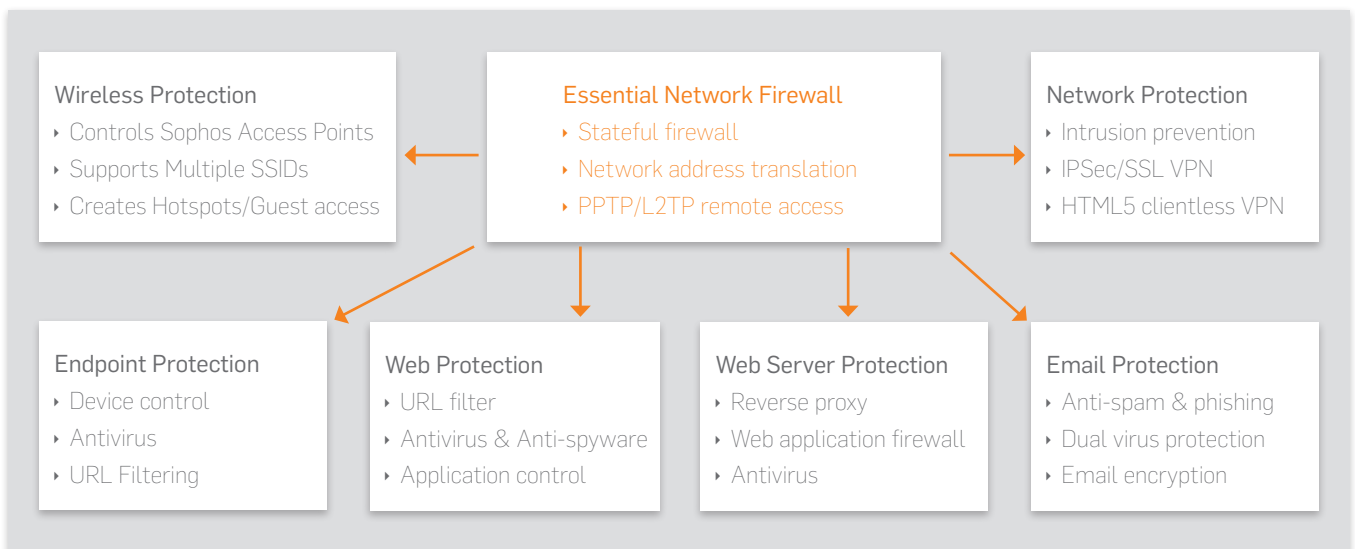 Wireless Protection
Controls Sophos Access Points
Supports Multiple SSIDs
Creates Hotspots/Guest access
Essential Network Firewall
Stateful firewall
Network address translation
PPTP/L2TP remote access
Network Protection
Intrusion prevention
IPSec/SSL VPN
HTML5 clientless VPN
Endpoint Protection
Device control
Antivirus
URL Filtering
Web Protection
URL filter
Antivirus & Anti-spyware
Application control
Web Server Protection
Reverse proxy
Web application firewall
Antivirus
Email Protection
Anti-spam & phishing
Dual virus protection
Email encryption